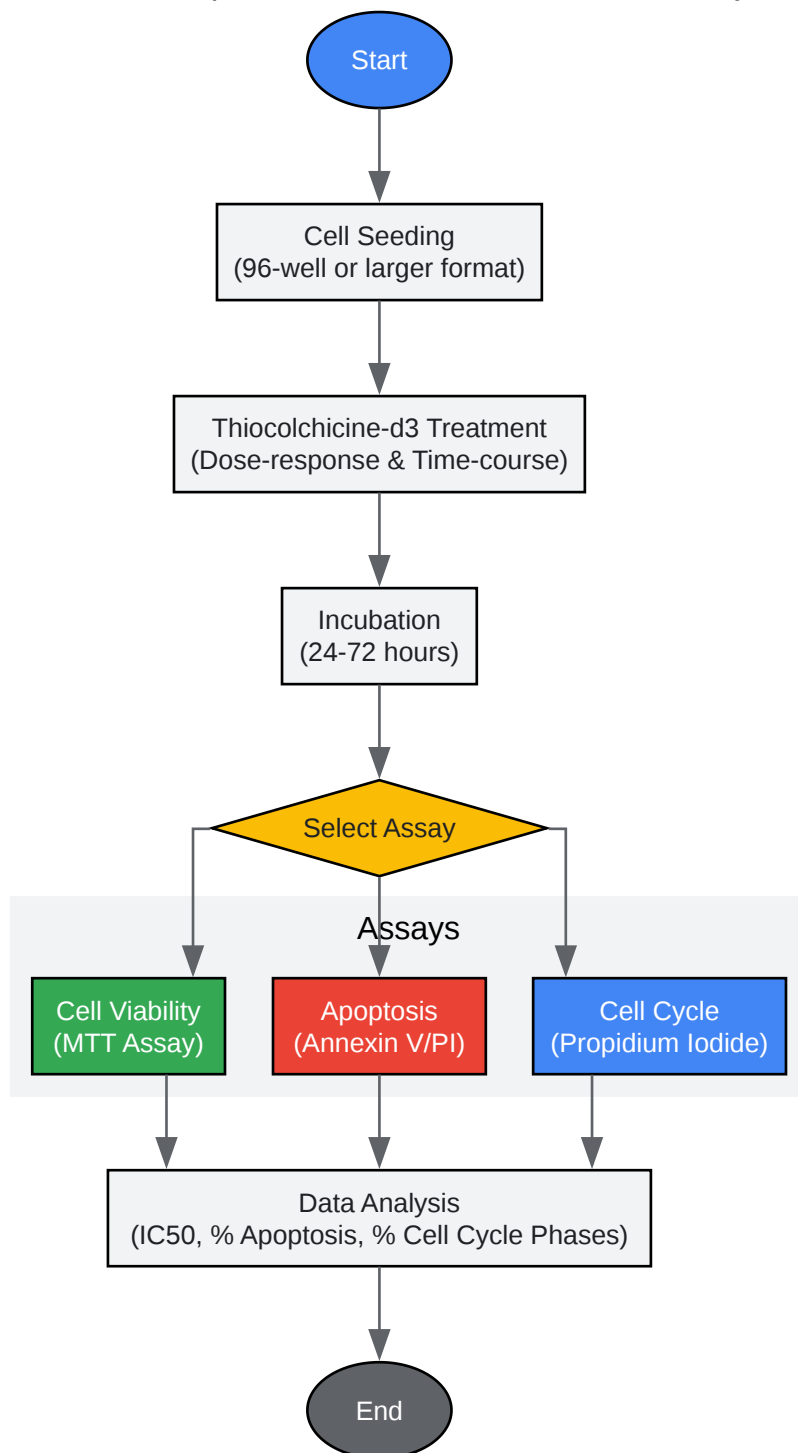 Start
Cell Seeding
(96-well or larger format)
Thiocolchicine-d3 Treatment
(Dose-response & Time-course)
Incubation
(24-72 hours)
Select Assay
Assays
Cell Viability
(MTT Assay)
Apoptosis
(Annexin V/PI)
Cell Cycle
(Propidium Iodide)
Data Analysis
(IC50, % Apoptosis, % Cell Cycle Phases)
End